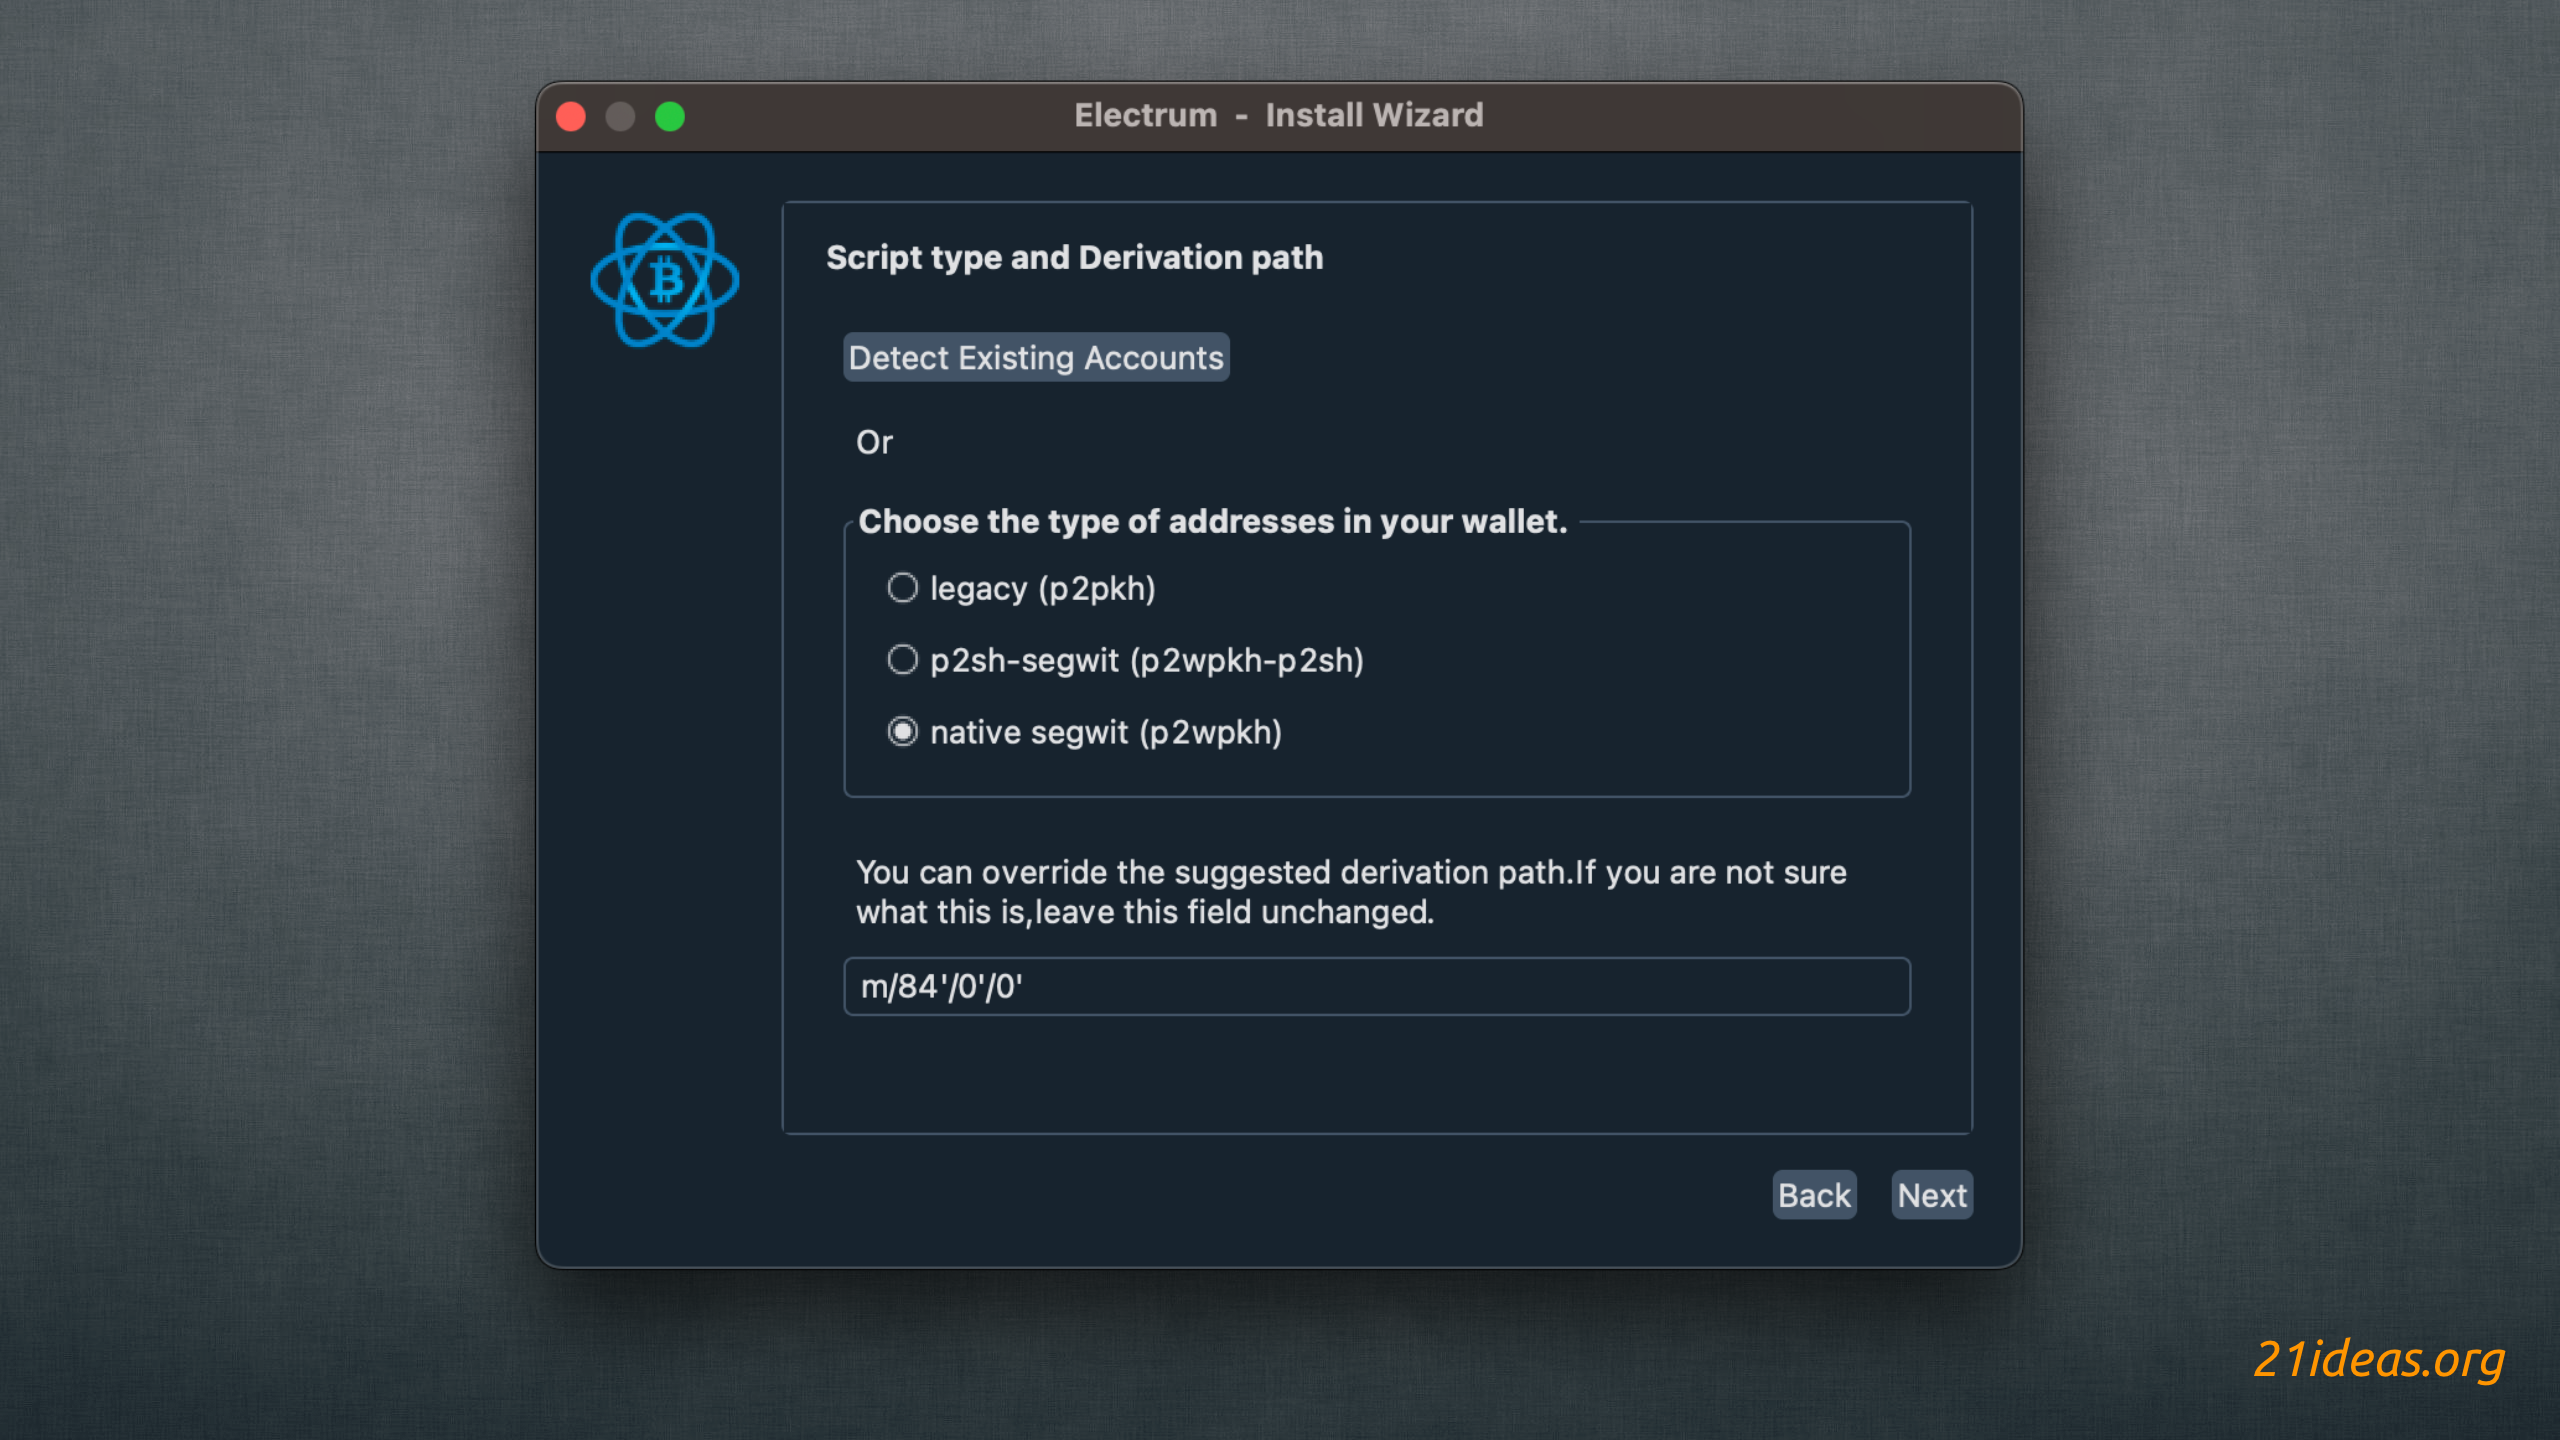 Electrum - Install Wizard
Script type and Derivation path
Detect Existing Accounts
Or
Choose the type of addresses in your wallet.
legacy (p2pkh)
p2sh-segwit (p2wpkh-p2sh)
native segwit (p2wpkh)
You can override the suggested derivation path.If you are not sure
what this is,leave this field unchanged.
m/84'/0'/0'
Back
Next
21ideas.org